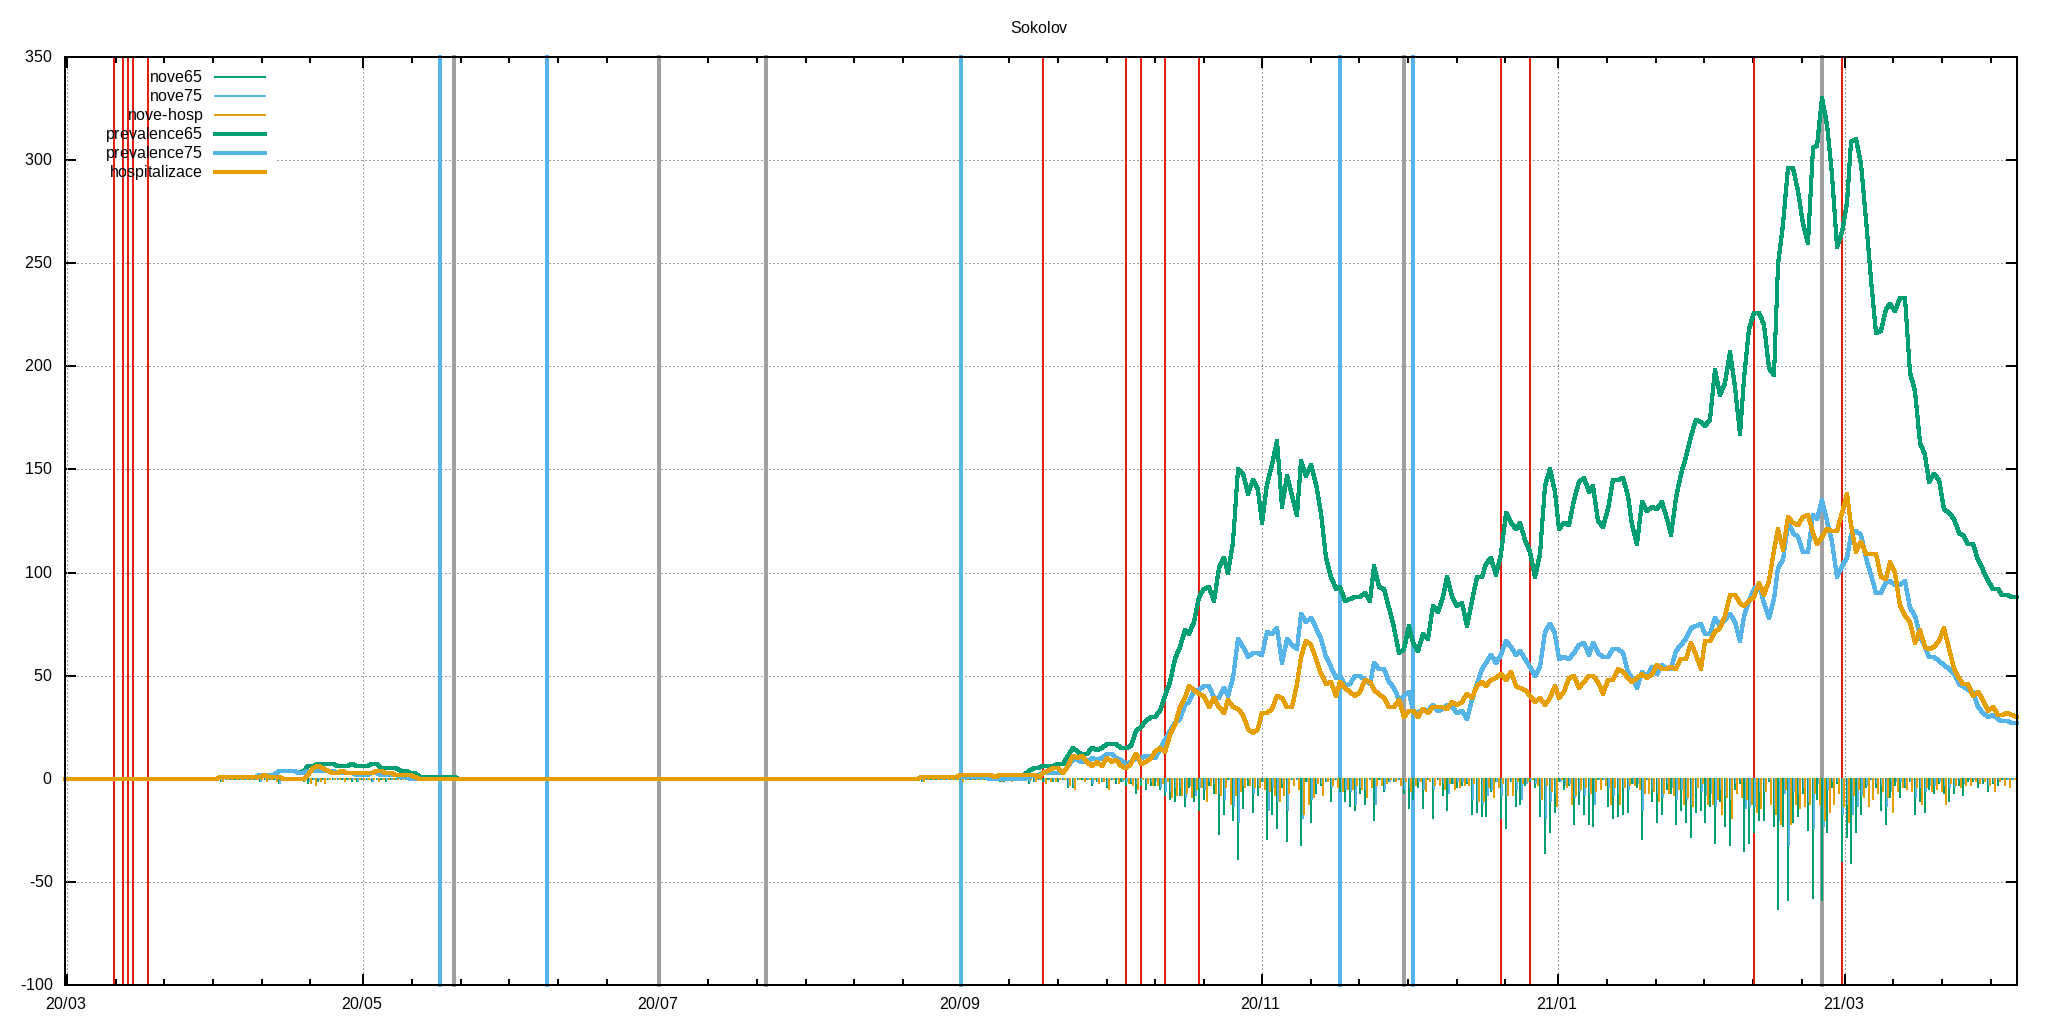 Sokolov
350
300
250
200
150
100
50
0
-50
-100
nove65
nove75
nove-hosp
prevalence65
prevalence75
hospitalizace
20/03 20/05 20/07 20/09 20/11 21/01 21/03